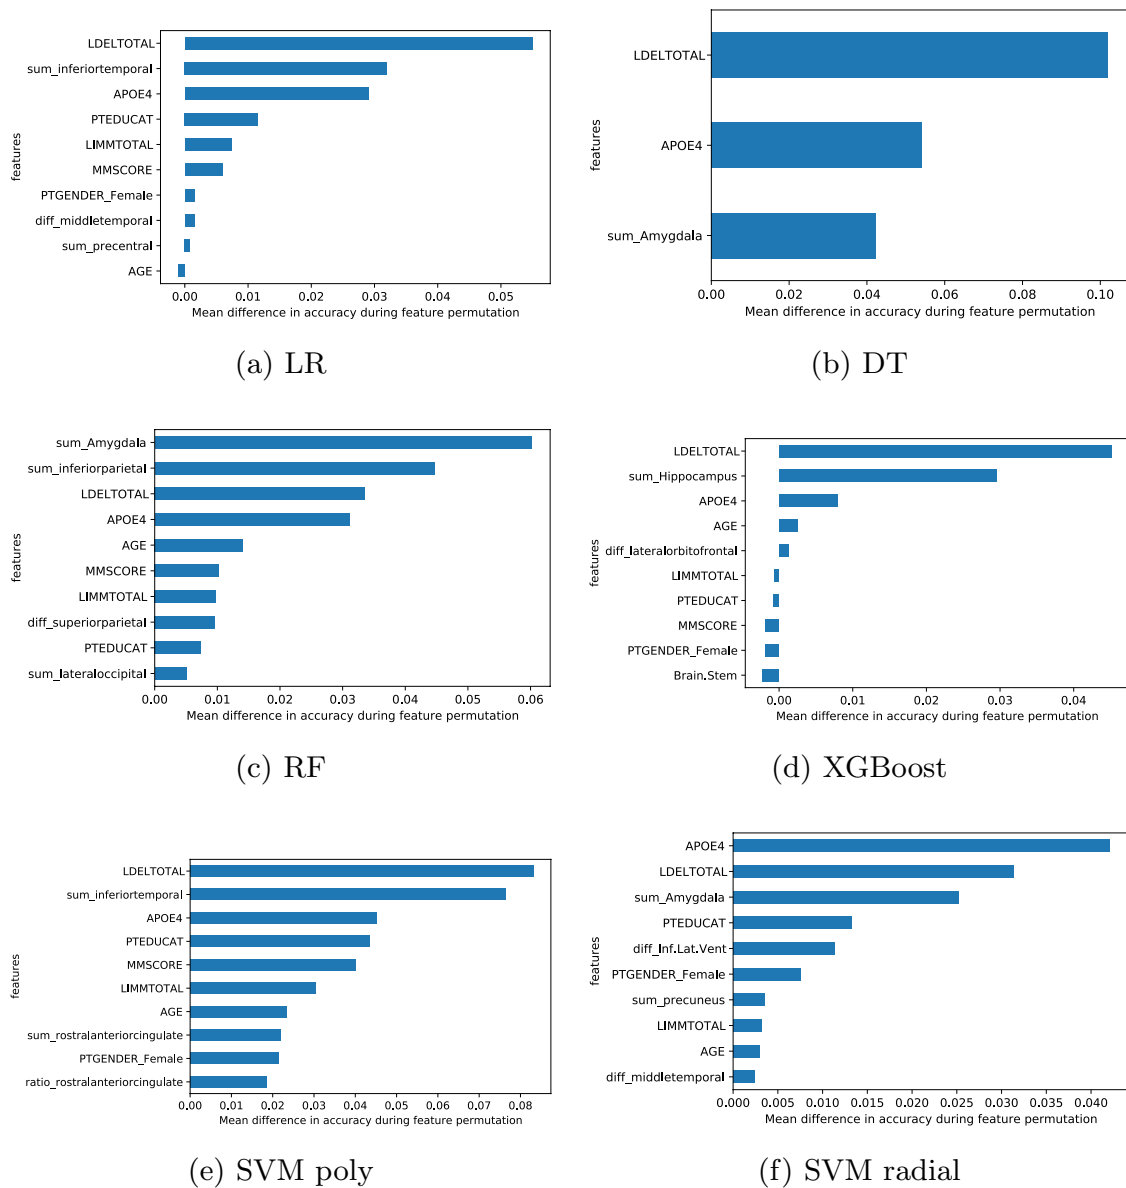 LDELTOTAL
sum_inferiortemporal
APOE4
PTEDUCAT
LIMMTOTAL
MMSCORE
PTGENDER_Female
diff_middletemporal
sum_precentral
AGE
features
0.00 0.01 0.02 0.03 0.04 0.05
Mean difference in accuracy during feature permutation
(a) LR
LDELTOTAL
APOE4
sum_Amygdala
features
0.00 0.02 0.04 0.06 0.08 0.10
Mean difference in accuracy during feature permutation
(b) DT
sum_Amygdala
sum_inferiorparietal
LDELTOTAL
APOE4
AGE
MMSCORE
LIMMTOTAL
diff_superiorparietal
PTEDUCAT
sum_lateraloccipital
features
0.00 0.01 0.02 0.03 0.04 0.05 0.06
Mean difference in accuracy during feature permutation
(c) RF
LDELTOTAL
sum_Hippocampus
APOE4
AGE
diff_lateralorbitofrontal
LIMMTOTAL
PTEDUCAT
MMSCORE
PTGENDER_Female
Brain.Stem
features
0.00 0.01 0.02 0.03 0.04
Mean difference in accuracy during feature permutation
(d) XGBoost
LDELTOTAL
sum_inferiortemporal
APOE4
PTEDUCAT
MMSCORE
LIMMTOTAL
AGE
sum_rostralanteriorcingulate
PTGENDER_Female
ratio_rostralanteriorcingulate
features
0.00 0.01 0.02 0.03 0.04 0.05 0.06 0.07 0.08
Mean difference in accuracy during feature permutation
(e) SVM poly
APOE4
LDELTOTAL
sum_Amygdala
PTEDUCAT
diff_Inf.Lat.Vent
PTGENDER_Female
sum_precuneus
LIMMTOTAL
AGE
diff_middletemporal
features
0.000 0.005 0.010 0.015 0.020 0.025 0.030 0.035 0.040
Mean difference in accuracy during feature permutation
(f) SVM radial